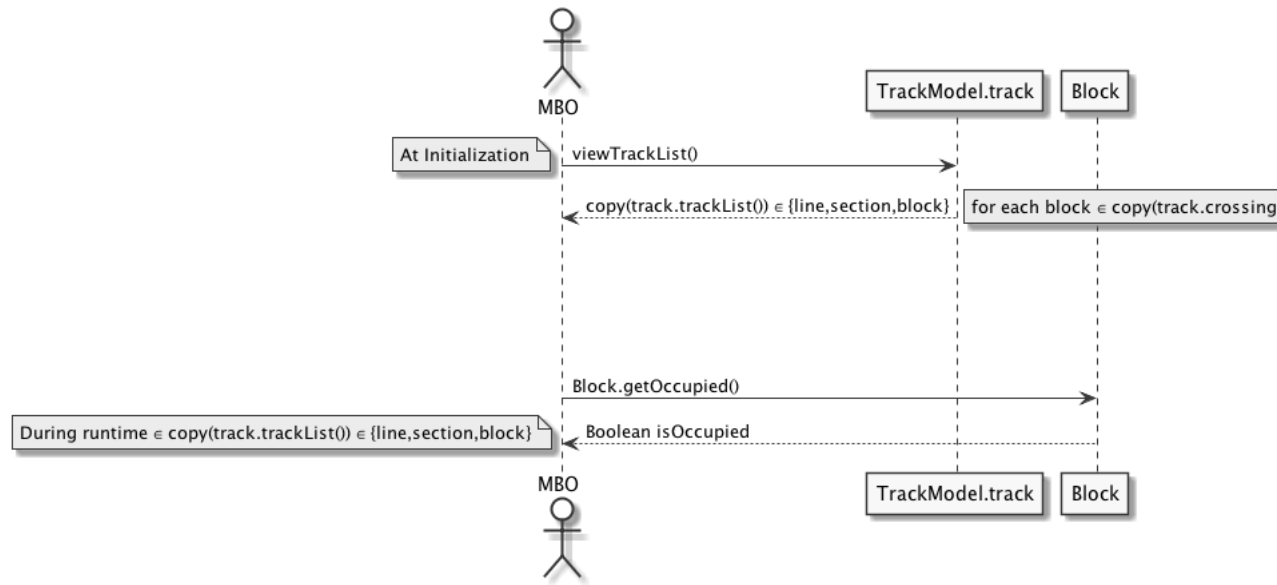 MBO
TrackModel.track
Block
At Initialization
viewTrackList()
copy(track.trackList()) ∈ {line,section,block}
for each block ∈ copy(track.crossing
Block.getOccupied()
During runtime ∈ copy(track.trackList()) ∈ {line,section,block}
Boolean isOccupied
MBO
TrackModel.track
Block